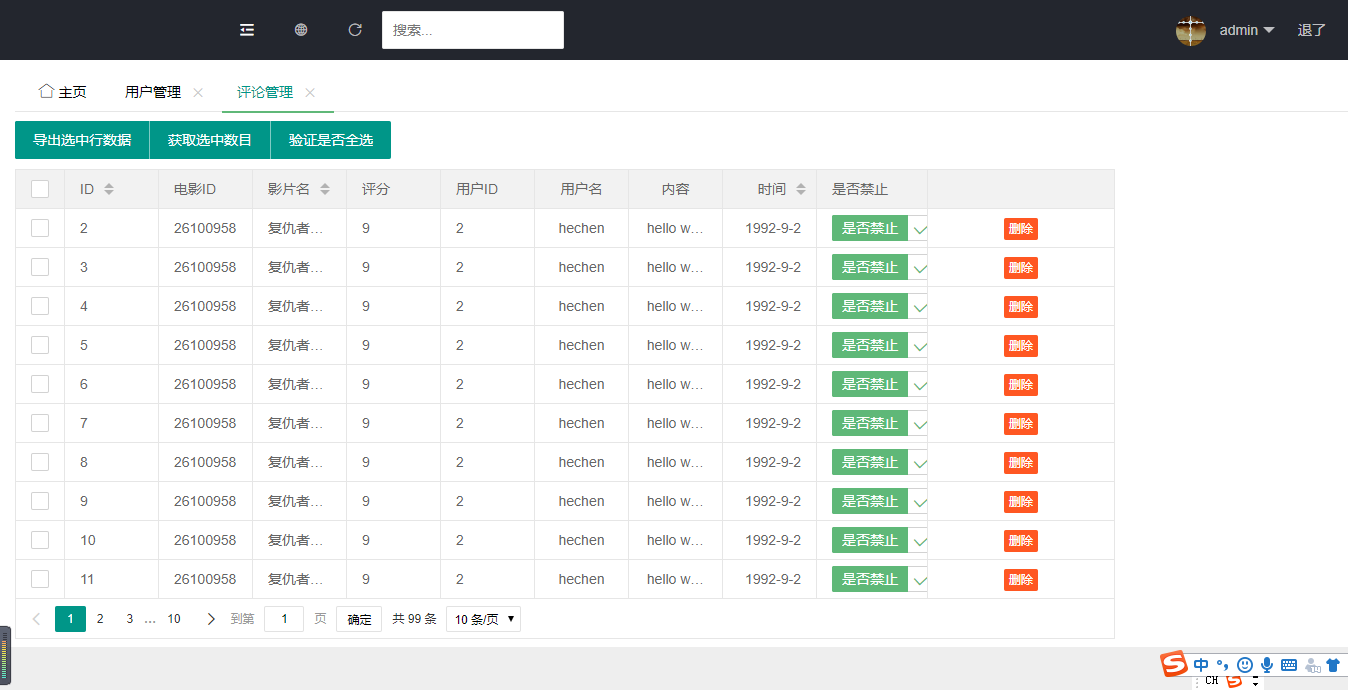 搜索... admin 退了
主页 用户管理 评论管理
导出选中行数据 获取选中数目 验证是否全选
ID 电影ID 影片名 评分 用户ID 用户名 内容 时间 是否禁止
2 26100958 复仇者... 9 2 hechen hello w... 1992-9-2 是否禁止 删除
3 26100958 复仇者... 9 2 hechen hello w... 1992-9-2 是否禁止 删除
4 26100958 复仇者... 9 2 hechen hello w... 1992-9-2 是否禁止 删除
5 26100958 复仇者... 9 2 hechen hello w... 1992-9-2 是否禁止 删除
6 26100958 复仇者... 9 2 hechen hello w... 1992-9-2 是否禁止 删除
7 26100958 复仇者... 9 2 hechen hello w... 1992-9-2 是否禁止 删除
8 26100958 复仇者... 9 2 hechen hello w... 1992-9-2 是否禁止 删除
9 26100958 复仇者... 9 2 hechen hello w... 1992-9-2 是否禁止 删除
10 26100958 复仇者... 9 2 hechen hello w... 1992-9-2 是否禁止 删除
11 26100958 复仇者... 9 2 hechen hello w... 1992-9-2 是否禁止 删除
1 2 3 ... 10 到第 1 页 确定 共 99 条 10 条/页
S 中
CH S